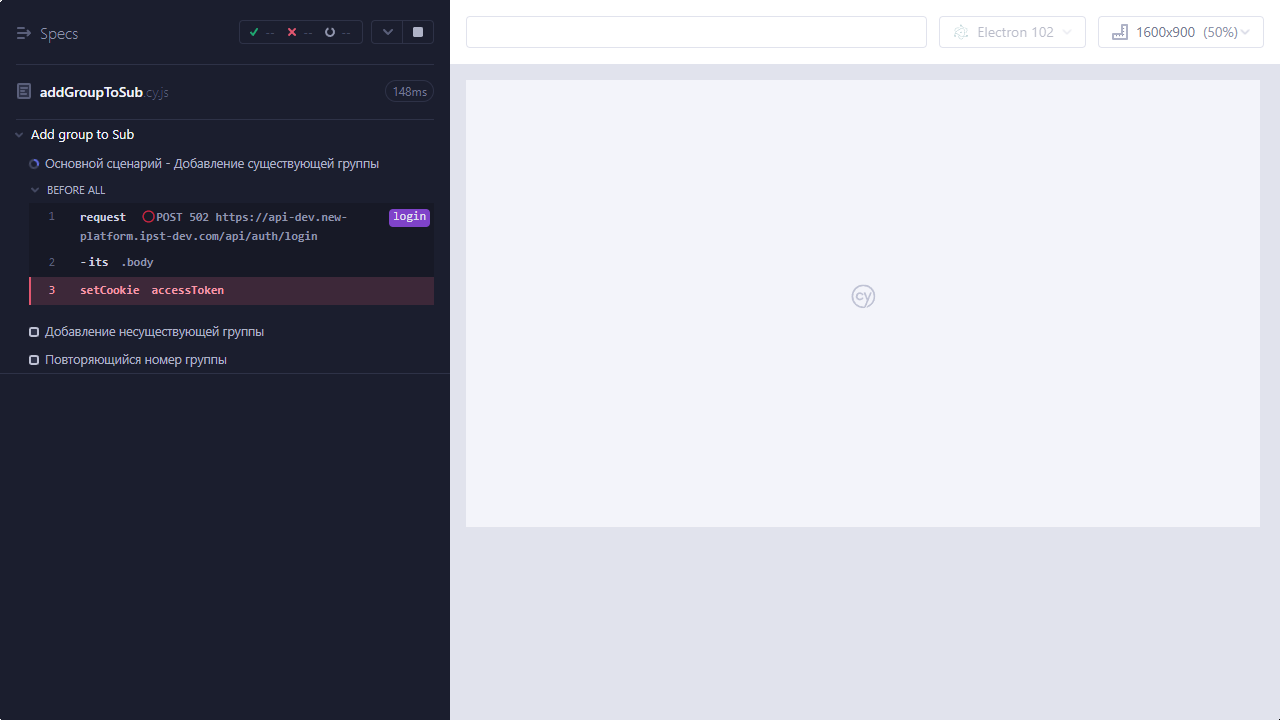 Specs
-- -- --
addGroupToSub.cy.js 148ms
Add group to Sub
Основной сценарий - Добавление существующей группы
BEFORE ALL
1 request POST 502 https://api-dev.new- login
platform.ipst-dev.com/api/auth/login
2 -its .body
3 setCookie accessToken
Добавление несуществующей группы
Повторяющийся номер группы
Electron 102
1600x900 (50%)
cy